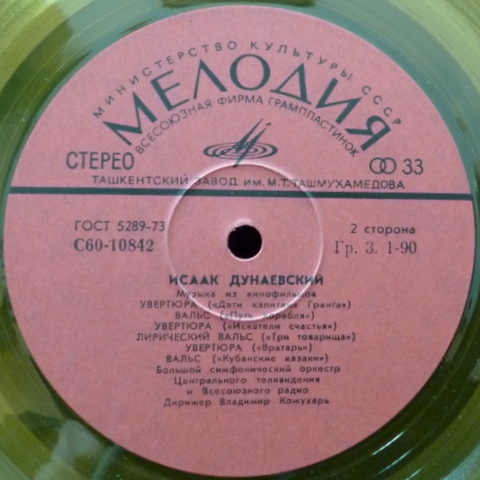 МИНИСТЕРСТВО КУЛЬТУРЫ СССР
МЕЛОДИЯ
ВСЕСОЮЗНАЯ ФИРМА ГРАМПЛАСТИНОК
СТЕРЕО
33
ТАШКЕНТСКИЙ ЗАВОД ИМ. М.Т. ТАШМУХАМЕДОВА
ГОСТ 5289-73
2 сторона
С60-10842
Гр. 3. 1-90
ИСААК ДУНАЕВСКИЙ
Музыка из кинофильмов
УВЕРТЮРА («Дети капитана Гранта»)
ВАЛЬС («Путь корабля»)
УВЕРТЮРА («Искатели счастья»)
ЛИРИЧЕСКИЙ ВАЛЬС («Три товарища»)
УВЕРТЮРА («Вратарь»)
ВАЛЬС («Кубанские казаки»)
Большой симфонический оркестр
Центрального телевидения
и Всесоюзного радио
Дирижер Владимир Кожухарь